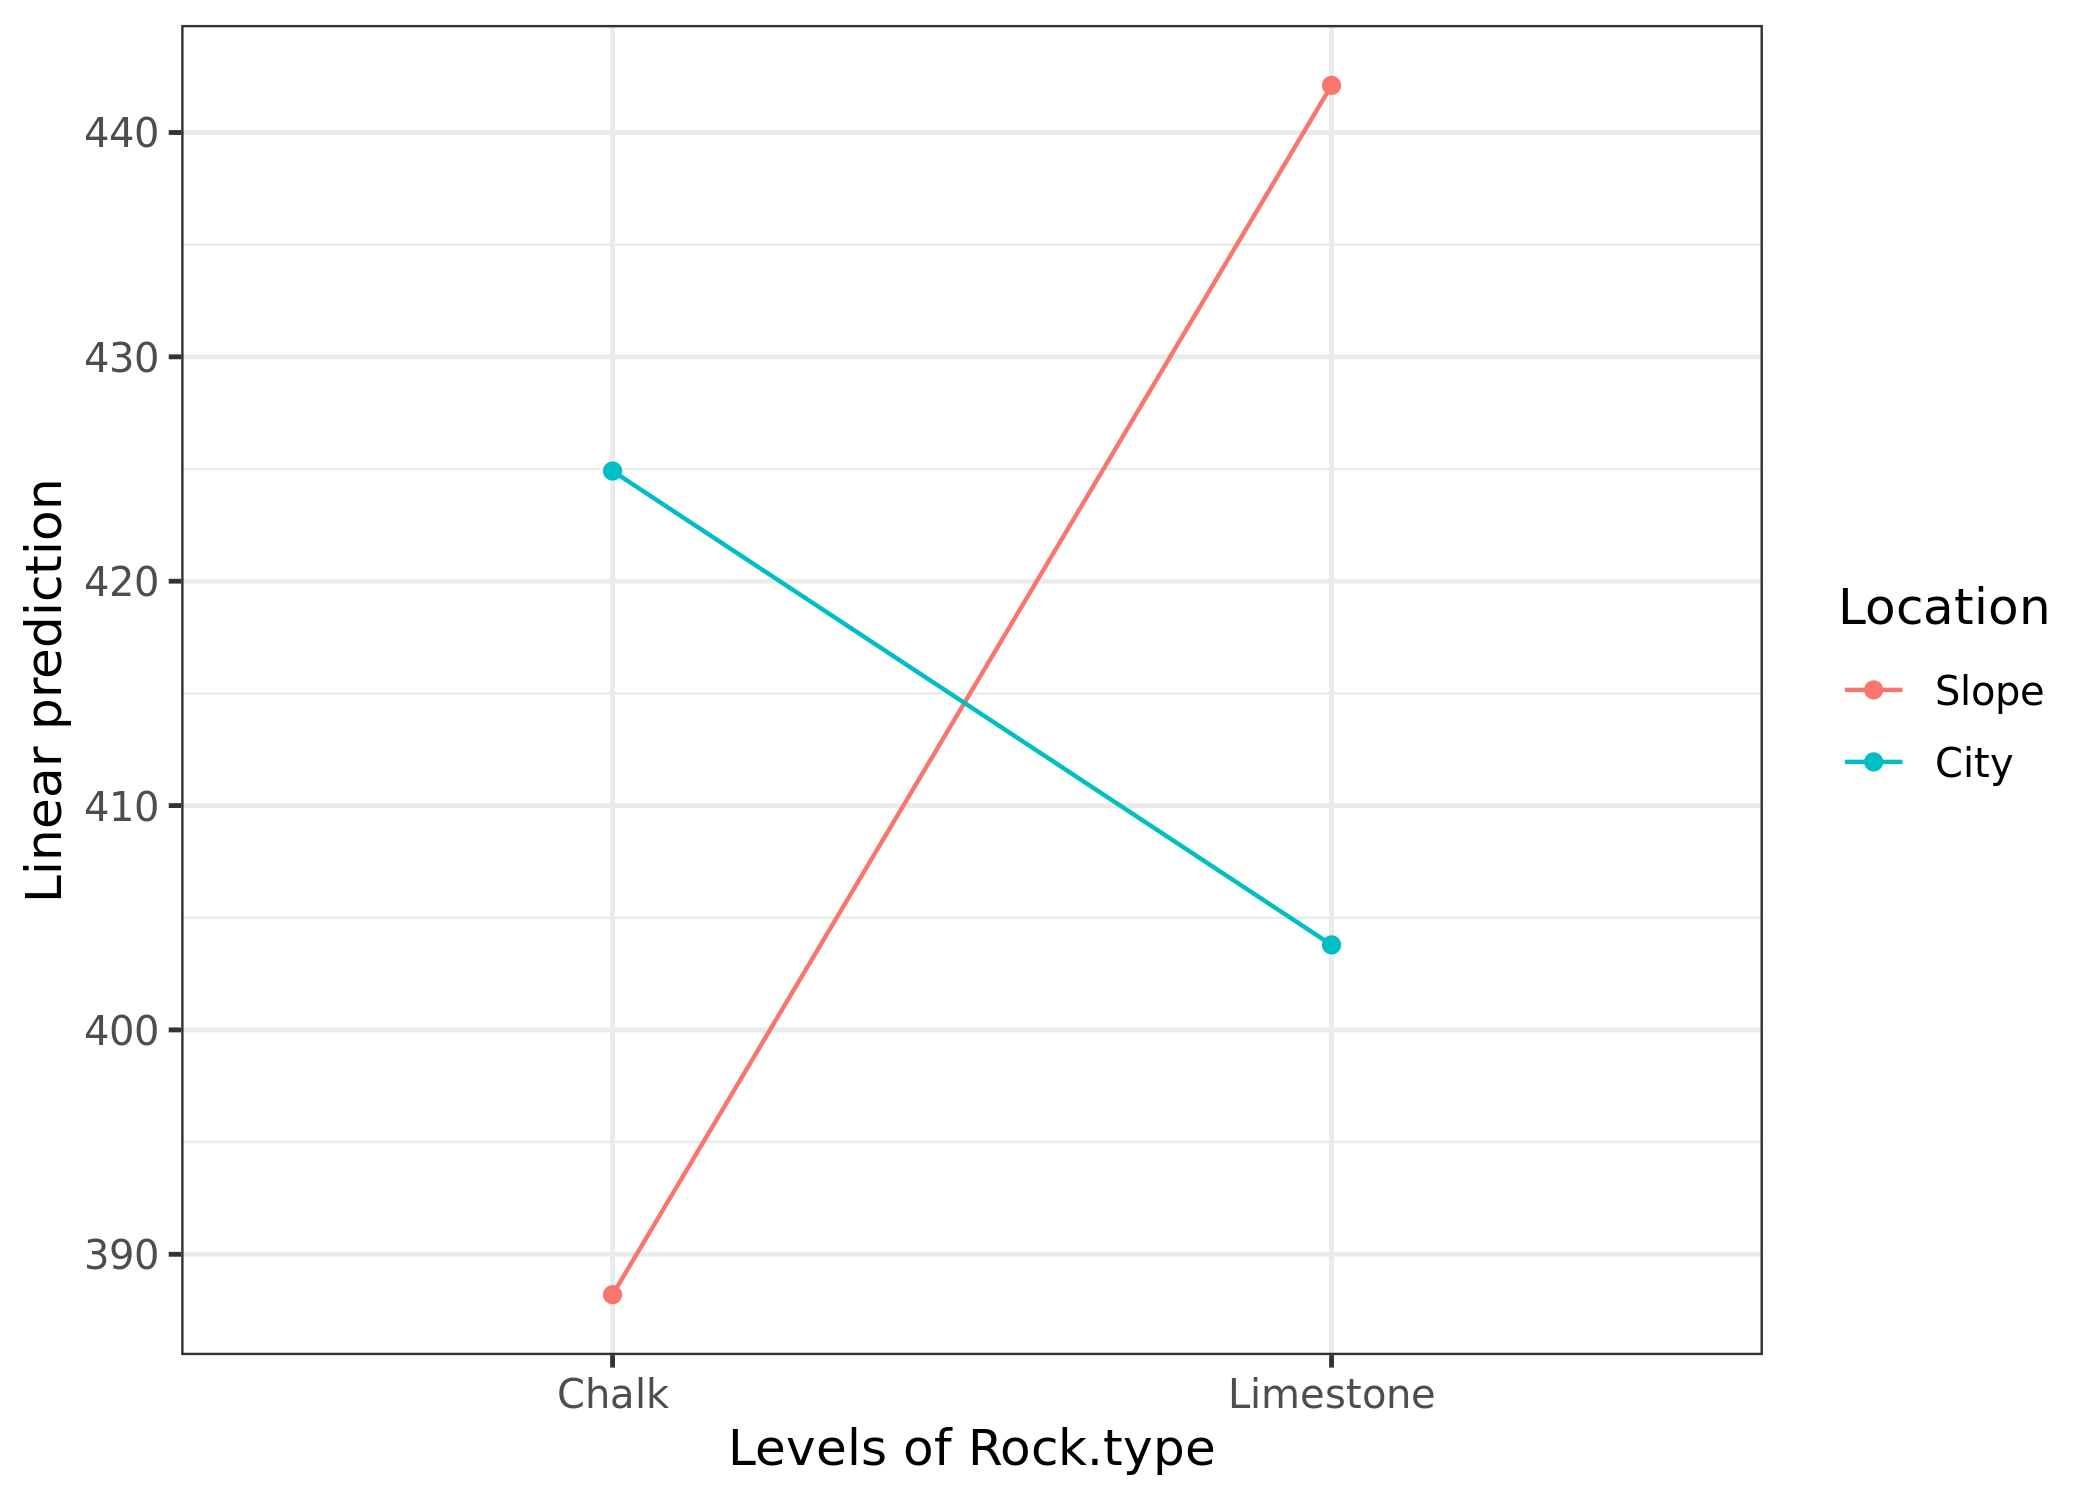 440
430
420
410
400
390
Linear prediction
Chalk
Limestone
Levels of Rock.type
Location
Slope
City